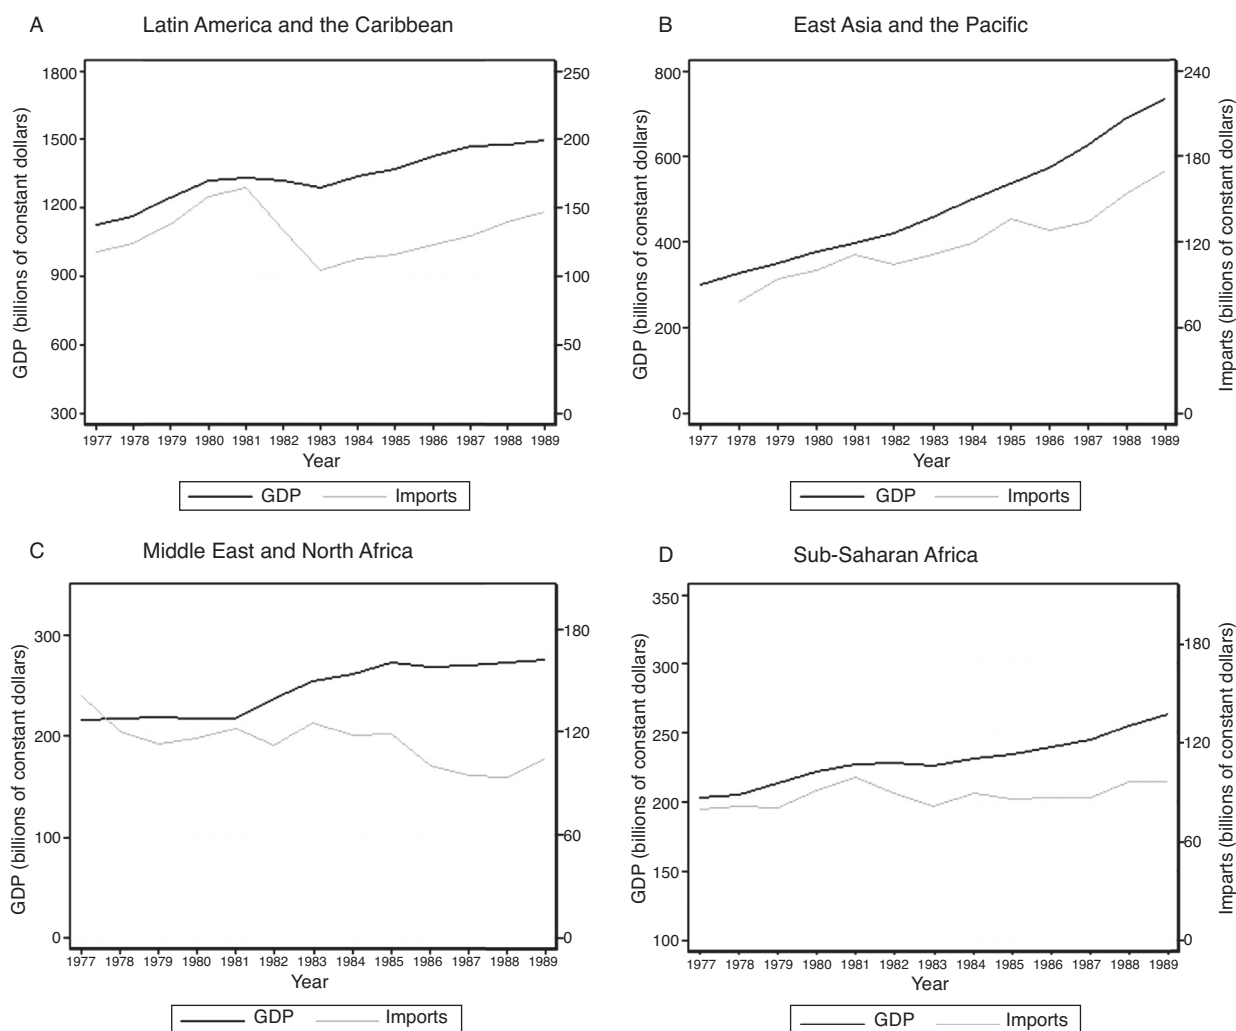 A Latin America and the Caribbean
GDP (billions of constant dollars)
1800
1500
1200
900
600
300
250
200
150
100
50
0
1977 1978 1979 1980 1981 1982 1983 1984 1985 1986 1987 1988 1989
Year
GDP Imports
B East Asia and the Pacific
GDP (billions of constant dollars)
800
600
400
200
0
240
180
120
60
0
Imparts (billions of constant dollars)
1977 1978 1979 1980 1981 1982 1983 1984 1985 1986 1987 1988 1989
Year
GDP Imports
C Middle East and North Africa
GDP (billions of constant dollars)
300
200
100
0
180
120
60
0
1977 1978 1979 1980 1981 1982 1983 1984 1985 1986 1987 1988 1989
Year
GDP Imports
D Sub-Saharan Africa
GDP (billions of constant dollars)
350
300
250
200
150
100
180
120
60
0
Imparts (billions of constant dollars)
1977 1978 1979 1980 1981 1982 1983 1984 1985 1986 1987 1988 1989
Year
GDP Imports